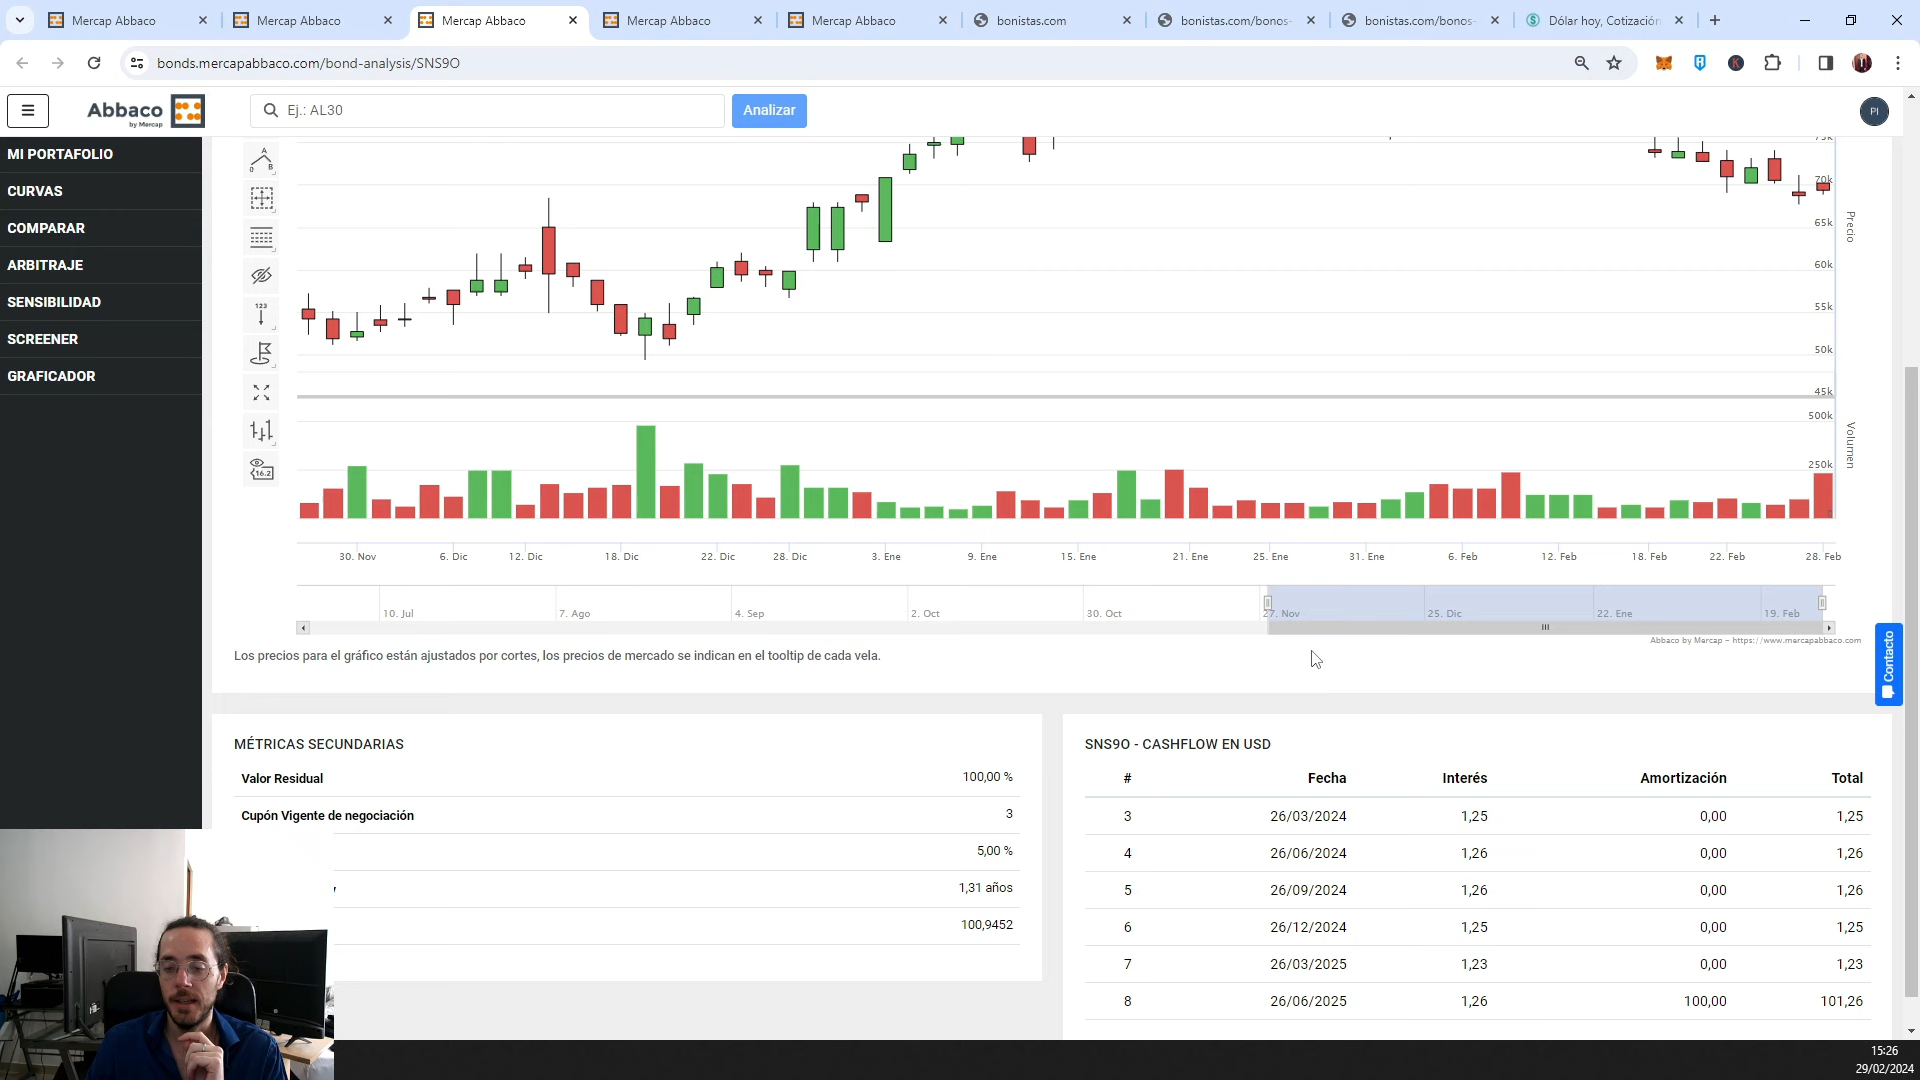 Mercap Abbaco
Mercap Abbaco
Mercap Abbaco
Mercap Abbaco
Mercap Abbaco
bonistas.com
bonistas.com/bonos-
bonistas.com/bonos-
Dólar hoy, Cotización
bonds.mercapabbaco.com/bond-analysis/SNS9O
Abbaco
by Mercap
Ej.: AL30
Analizar
PI
MI PORTAFOLIO
CURVAS
COMPARAR
ARBITRAJE
SENSIBILIDAD
SCREENER
GRAFICADOR
75k
70k
65k
60k
55k
50k
45k
Precio
500k
250k
0
Volumen
30. Nov
6. Dic
12. Dic
18. Dic
22. Dic
28. Dic
3. Ene
9. Ene
15. Ene
21. Ene
25. Ene
31. Ene
6. Feb
12. Feb
18. Feb
22. Feb
28. Feb
10. Jul
7. Ago
4. Sep
2. Oct
30. Oct
27. Nov
25. Dic
22. Ene
19. Feb
Abbaco by Mercap - https://www.mercapabbaco.com
Los precios para el gráfico están ajustados por cortes, los precios de mercado se indican en el tooltip de cada vela.
Contacto
MÉTRICAS SECUNDARIAS
Valor Residual 100,00 %
Cupón Vigente de negociación 3
5,00 %
1,31 años
100,9452
SNS9O - CASHFLOW EN USD
# Fecha Interés Amortización Total
3 26/03/2024 1,25 0,00 1,25
4 26/06/2024 1,26 0,00 1,26
5 26/09/2024 1,26 0,00 1,26
6 26/12/2024 1,25 0,00 1,25
7 26/03/2025 1,23 0,00 1,23
8 26/06/2025 1,26 100,00 101,26
15:26
29/02/2024